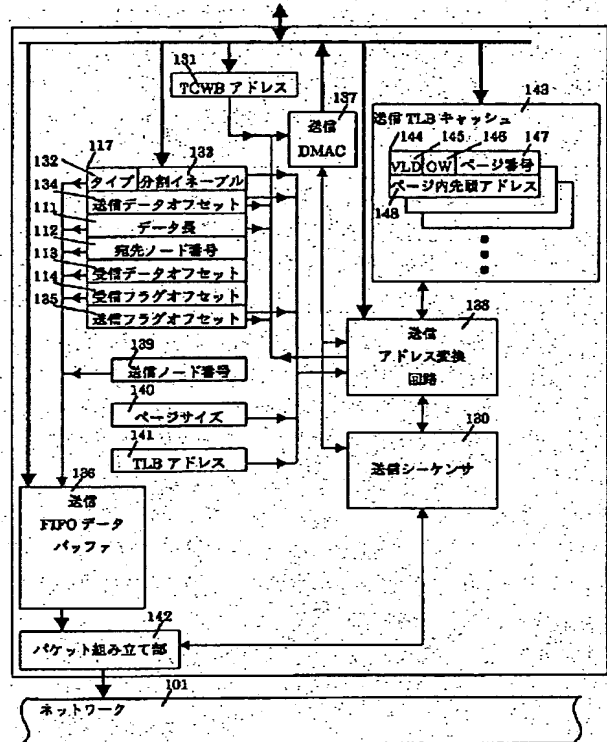 131
TCWB アドレス
137
送信
DMAC
143
送信TLBキャッシュ
144 145 146 147
VLD OW ページ番号
ページ内先頭アドレス
148
117
132 133
タイプ 分割イネーブル
134
送信データオフセット
111
データ長
112
宛先ノード番号
113
受信データオフセット
114
受信フラグオフセット
135
送信フラグオフセット
138
送信
アドレス変換
回路
139
送信ノード番号
140
ページサイズ
141
TLB アドレス
130
送信シーケンサ
136
送信
FIFO データ
バッファ
142
パケット組み立て部
101
ネットワーク